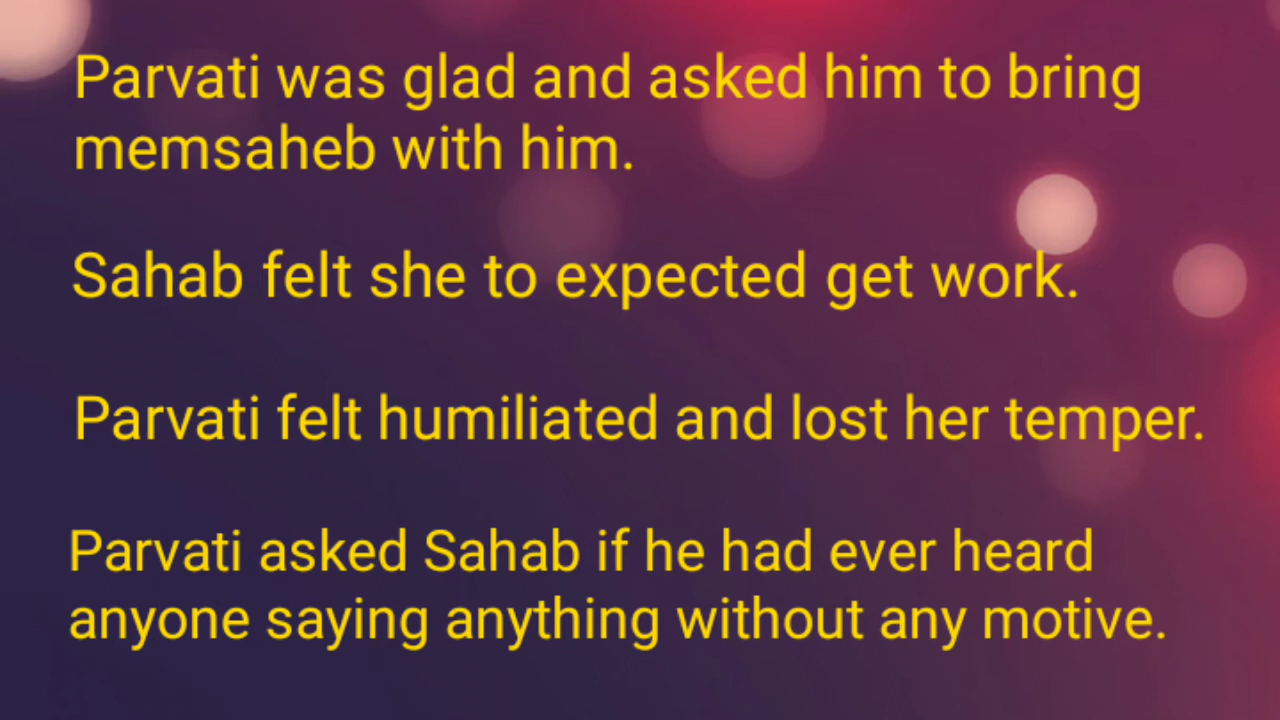 Parvati was glad and asked him to bring
memsaheb with him.
Sahab felt she to expected get work.
Parvati felt humiliated and lost her temper.
Parvati asked Sahab if he had ever heard
anyone saying anything without any motive.